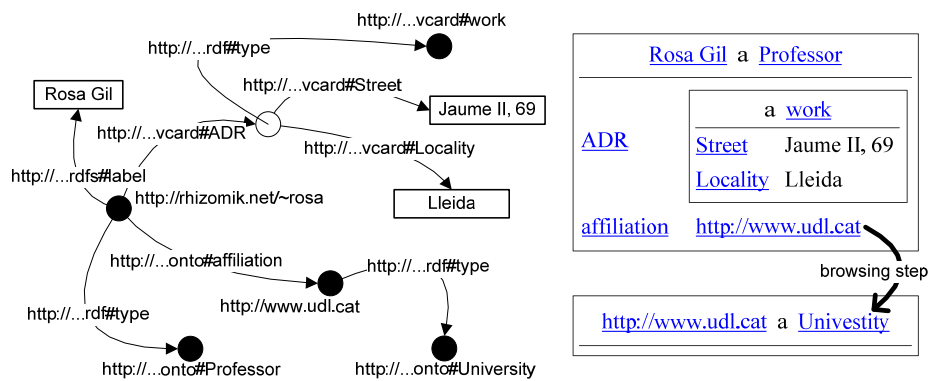 http://...vcard#work
http://...rdf#type
http://...vcard#Street
Rosa Gil
Jaume II, 69
http://...vcard#ADR
http://...vcard#Locality
http://...rdfs#label
http://rhizomik.net/~rosa
Lleida
http://...onto#affiliation
http://...rdf#type
http://www.udl.cat
http://...rdf#type
http://...onto#Professor
http://...onto#University
Rosa Gil a Professor
a work
ADR
Street Jaume II, 69
Locality Lleida
affiliation http://www.udl.cat
browsing step
http://www.udl.cat a Univestity